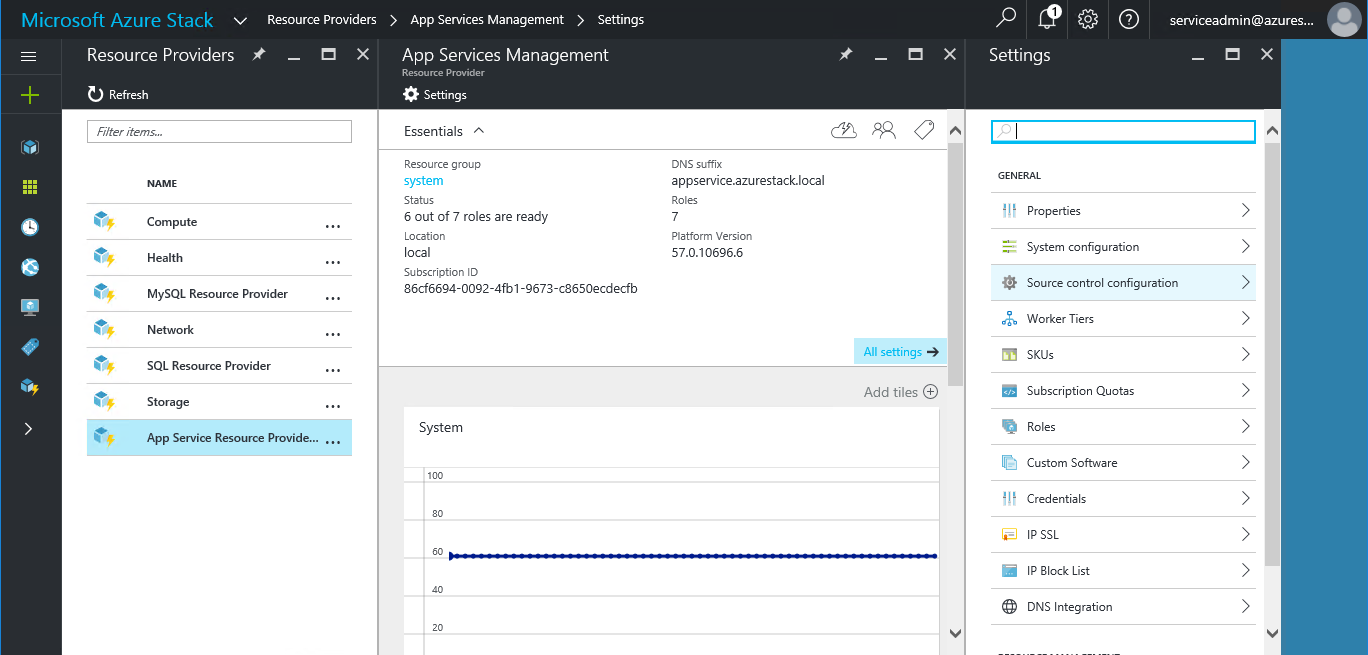 Microsoft Azure Stack Resource Providers > App Services Management > Settings 1 serviceadmin@azures...
Resource Providers
Refresh
Filter items...
NAME
Compute ...
Health ...
MySQL Resource Provider ...
Network ...
SQL Resource Provider ...
Storage ...
App Service Resource Provide... ...
App Services Management
Resource Provider
Settings
Essentials
Resource group
system
Status
6 out of 7 roles are ready
Location
local
Subscription ID
86cf6694-0092-4fb1-9673-c8650ecdecfb
DNS suffix
appservice.azurestack.local
Roles
7
Platform Version
57.0.10696.6
All settings →
Add tiles
System
100
80
60
40
20
Settings
GENERAL
Properties
System configuration
Source control configuration
Worker Tiers
SKUs
Subscription Quotas
Roles
Custom Software
Credentials
IP SSL
IP Block List
DNS Integration